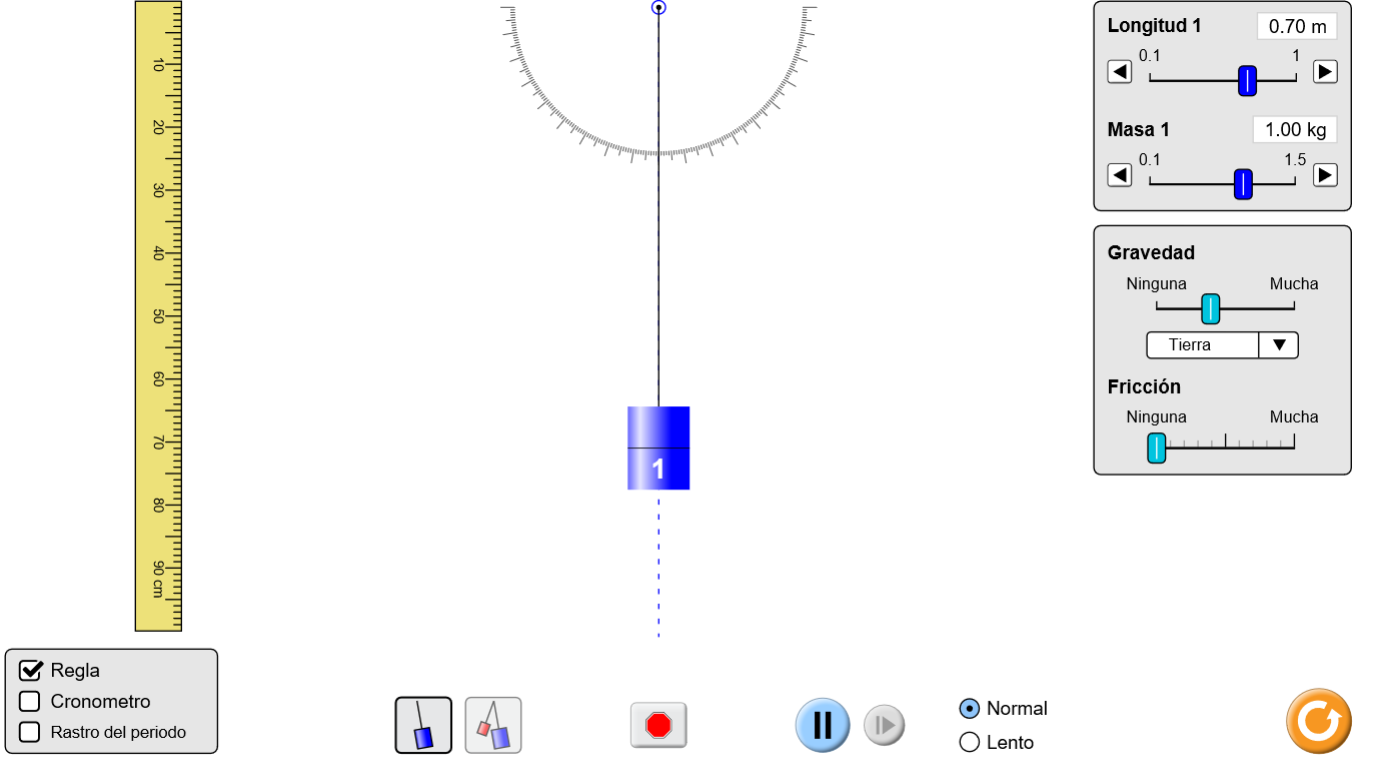 10
20
30
40
50
60
70
80
90 cm
1
Longitud 1
0.70 m
0.1
1
Masa 1
1.00 kg
0.1
1.5
Gravedad
Ninguna
Mucha
Tierra
Fricción
Ninguna
Mucha
Regla
Cronometro
Rastro del periodo
Normal
Lento